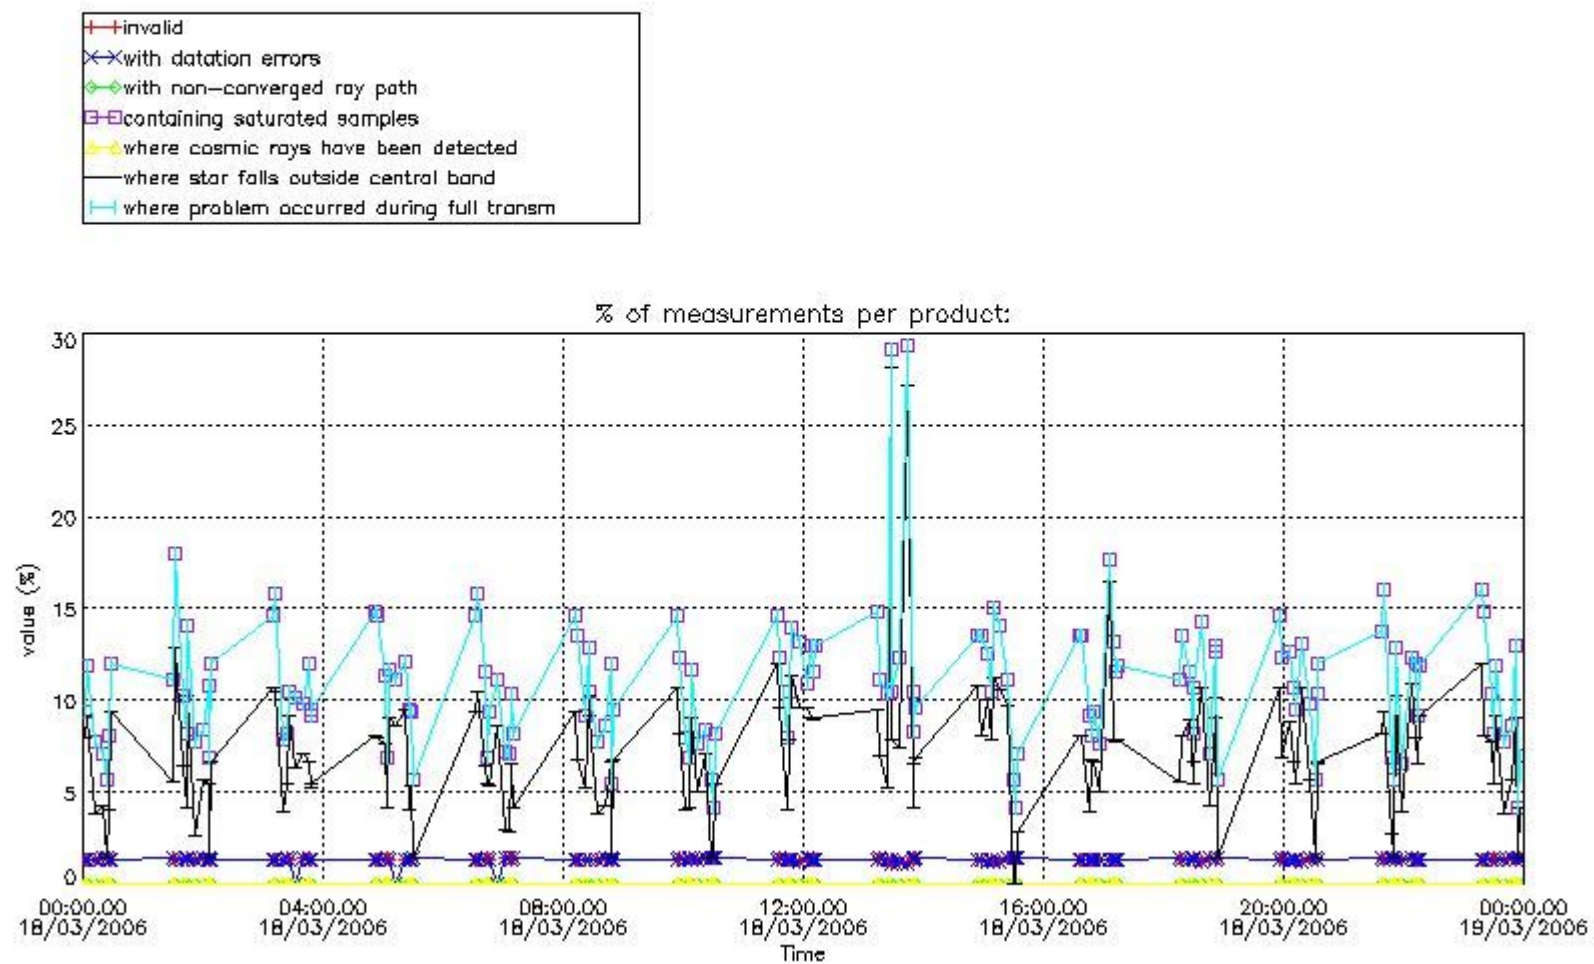 invalid
with datation errors
with non-converged ray path
containing saturated samples
where cosmic rays have been detected
where star falls outside central band
where problem occurred during full transm
% of measurements per product:
30
25
20
15
10
5
0
value (%)
00:00:00 04:00:00 08:00:00 12:00:00 16:00:00 20:00:00 00:00:00
18/03/2006 18/03/2006 18/03/2006 18/03/2006 18/03/2006 18/03/2006 19/03/2006
Time